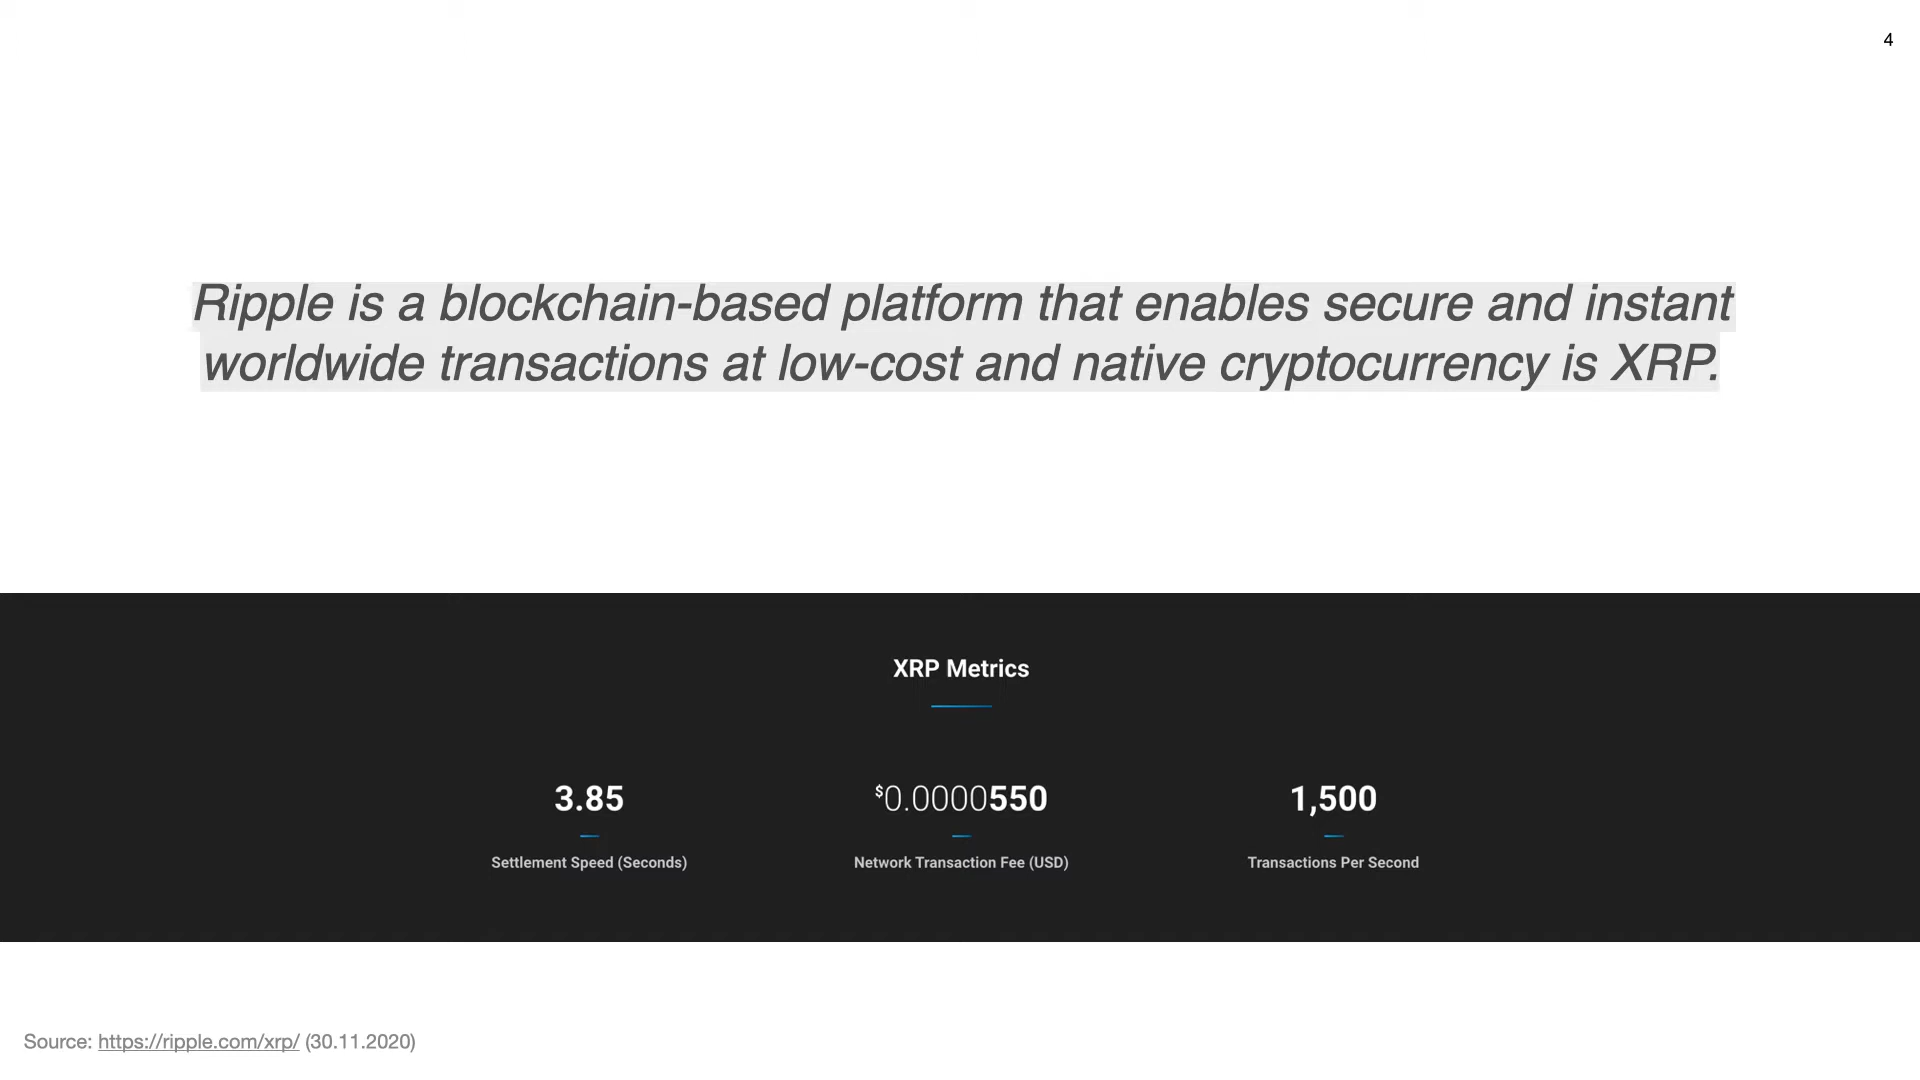 4
Ripple is a blockchain-based platform that enables secure and instant
worldwide transactions at low-cost and native cryptocurrency is XRP.
XRP Metrics
3.85
Settlement Speed (Seconds)
$0.0000550
Network Transaction Fee (USD)
1,500
Transactions Per Second
Source: https://ripple.com/xrp/ (30.11.2020)